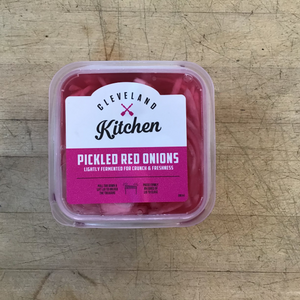 CLEVELAND
Kitchen
PICKLED RED ONIONS
LIGHTLY FERMENTED FOR CRUNCH & FRESHNESS